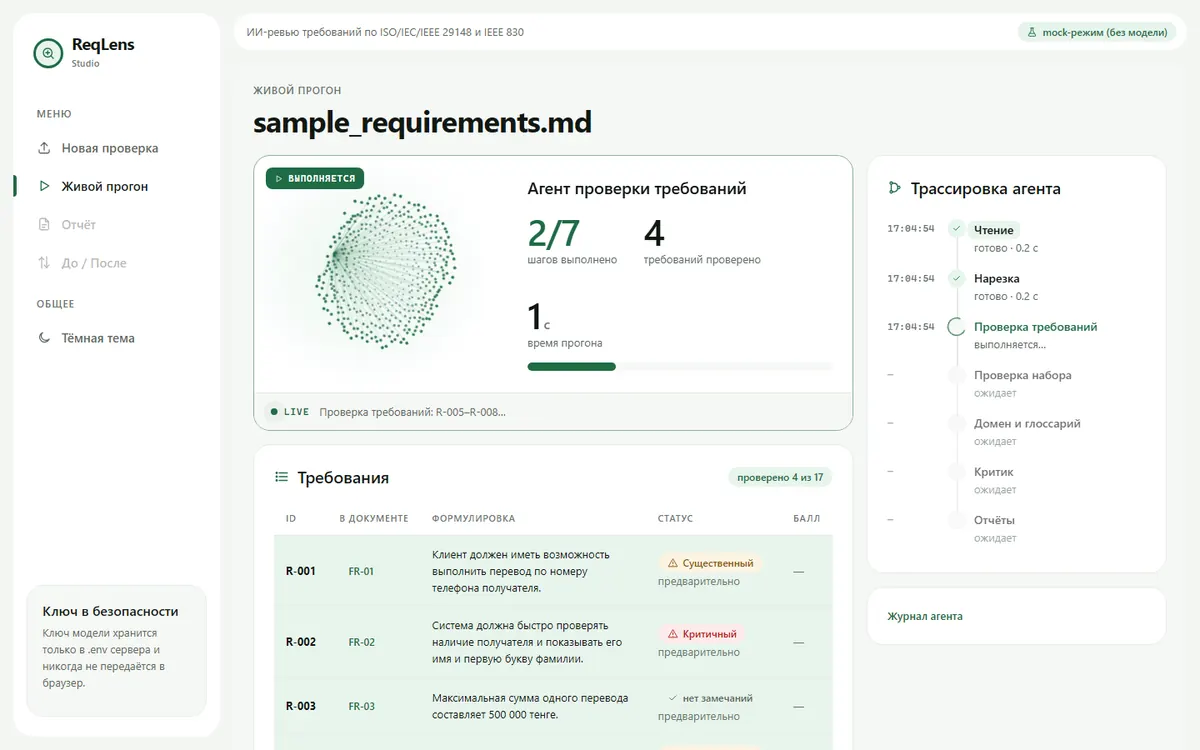 ReqLens
Studio
МЕНЮ
Новая проверка
Живой прогон
Отчёт
До / После
ОБЩЕЕ
Тёмная тема
Ключ в безопасности
Ключ модели хранится
только в .env сервера и
никогда не передаётся в
браузер.
ИИ-ревью требований по ISO/IEC/IEEE 29148 и IEEE 830
mock-режим (без модели)
ЖИВОЙ ПРОГОН
sample_requirements.md
ВЫПОЛНЯЕТСЯ
Агент проверки требований
2/7
шагов выполнено
4
требований проверено
1 с
время прогона
LIVE
Проверка требований: R-005–R-008...
Требования
проверено 4 из 17
ID
В ДОКУМЕНТЕ
ФОРМУЛИРОВКА
СТАТУС
БАЛЛ
R-001
FR-01
Клиент должен иметь возможность
выполнить перевод по номеру
телефона получателя.
Существенный
предварительно
—
R-002
FR-02
Система должна быстро проверять
наличие получателя и показывать его
имя и первую букву фамилии.
Критичный
предварительно
—
R-003
FR-03
Максимальная сумма одного перевода
составляет 500 000 тенге.
нет замечаний
предварительно
—
Трассировка агента
17:04:54
Чтение
готово · 0.2 с
17:04:54
Нарезка
готово · 0.2 с
17:04:54
Проверка требований
выполняется...
–
Проверка набора
ожидает
–
Домен и глоссарий
ожидает
–
Критик
ожидает
–
Отчёты
ожидает
Журнал агента